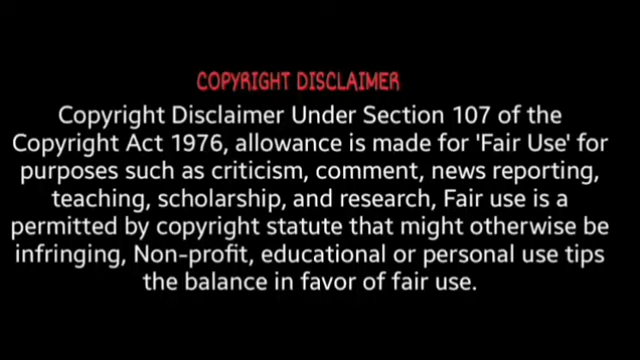 COPYRIGHT DISCLAIMER
Copyright Disclaimer Under Section 107 of the
Copyright Act 1976, allowance is made for 'Fair Use' for
purposes such as criticism, comment, news reporting,
teaching, scholarship, and research, Fair use is a
permitted by copyright statute that might otherwise be
infringing, Non-profit, educational or personal use tips
the balance in favor of fair use.